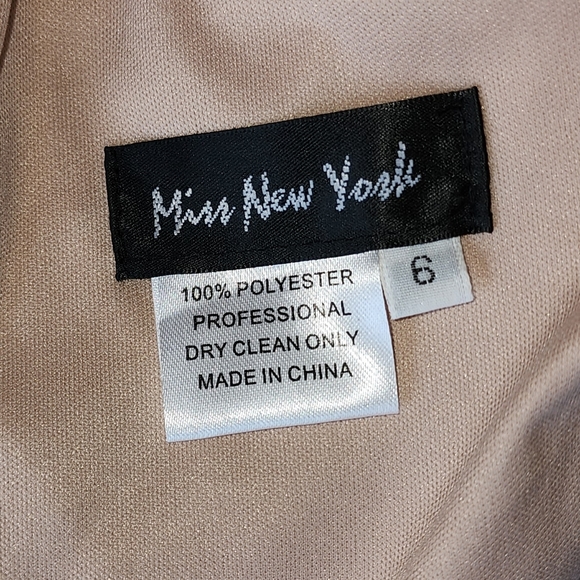 Miss New York
6
100% POLYESTER
PROFESSIONAL
DRY CLEAN ONLY
MADE IN CHINA